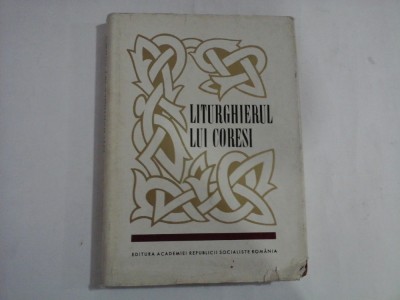 LITURGHIERUL
LUI CORESI
EDITURA ACADEMIEI REPUBLICII SOCIALISTE ROMÂNIA